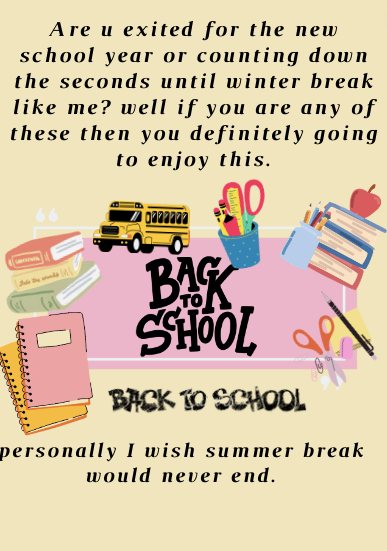 Are u exited for the new
school year or counting down
the seconds until winter break
like me? well if you are any of
these then you definitely going
to enjoy this.
BACK
TO
SCHOOL
BACK TO SCHOOL
personally I wish summer break
would never end.